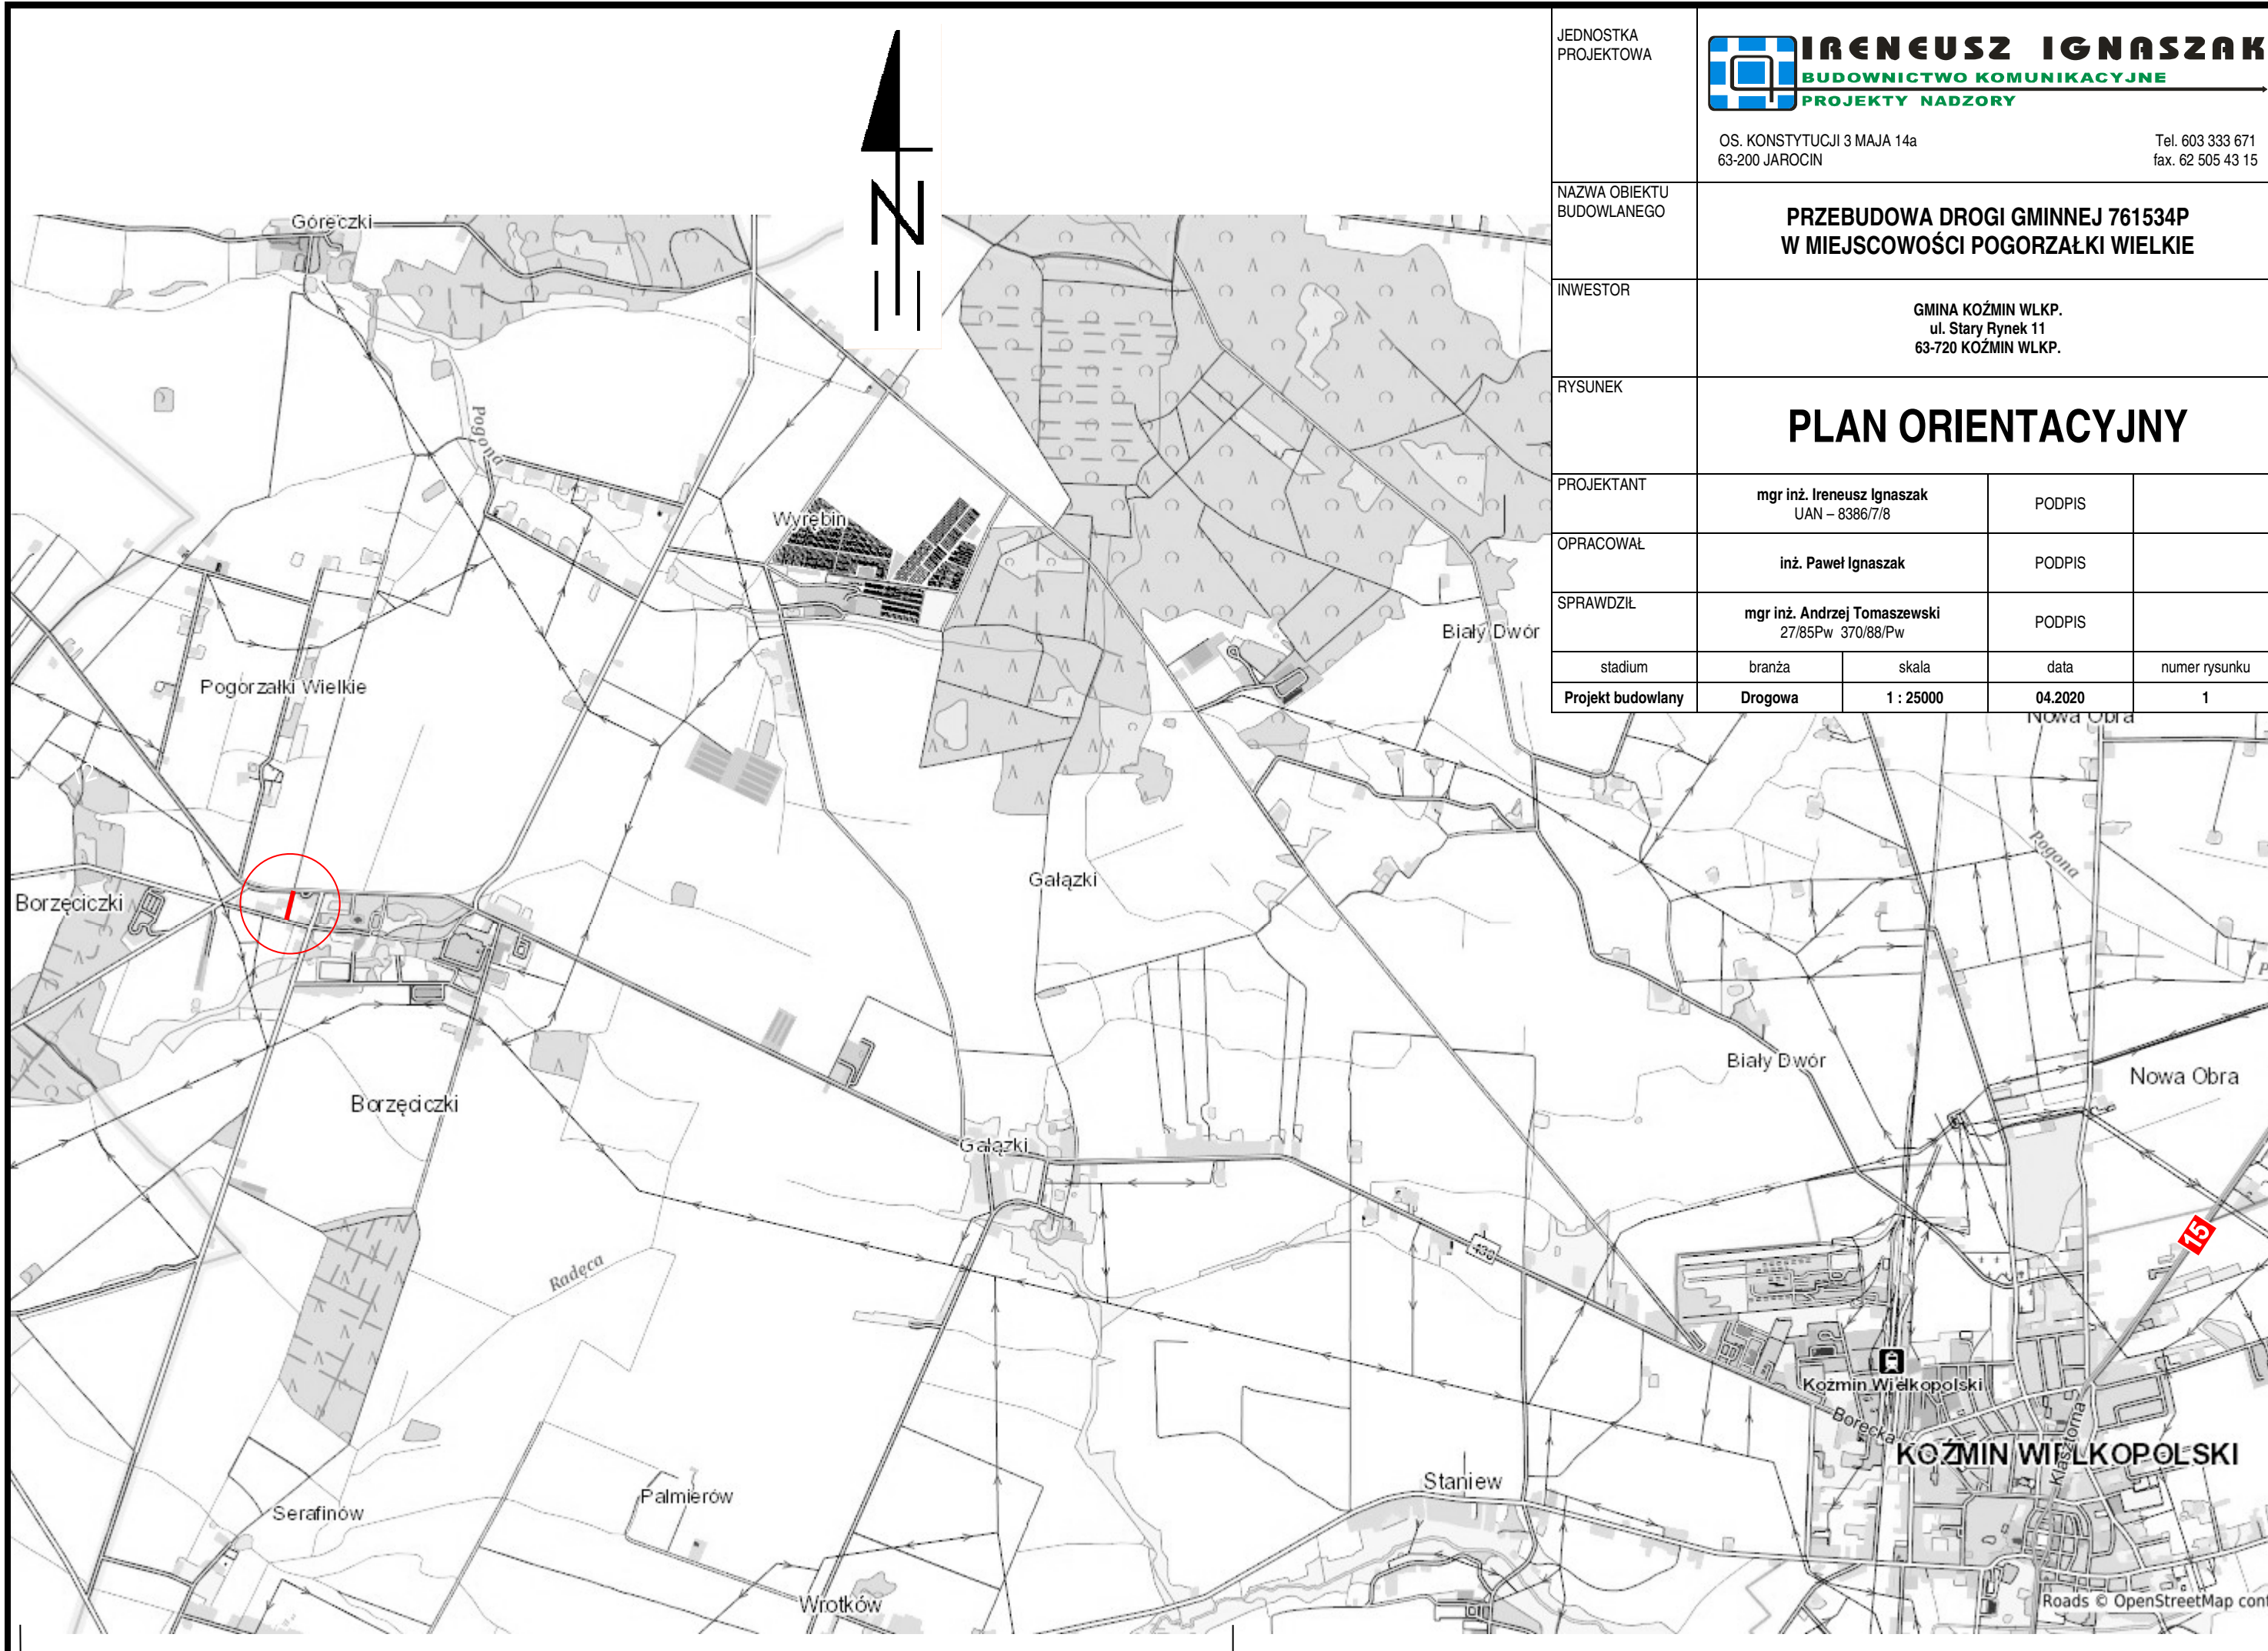 JEDNOSTKA
PROJEKTOWA
IRENEUSZ IGNASZAK
BUDOWNICTWO KOMUNIKACYJNE
PROJEKTY NADZORY
OS. KONSTYTUCJI 3 MAJA 14a
63-200 JAROCIN
Tel. 603 333 671
fax. 62 505 43 15
NAZWA OBIEKTU
BUDOWLANEGO
PRZEBUDOWA DROGI GMINNEJ 761534P
W MIEJSCOWOŚCI POGORZAŁKI WIELKIE
INWESTOR
GMINA KOŹMIN WLKP.
ul. Stary Rynek 11
63-720 KOŹMIN WLKP.
RYSUNEK
PLAN ORIENTACYJNY
PROJEKTANT
mgr inż. Ireneusz Ignaszak
UAN – 8386/7/8
PODPIS
OPRACOWAŁ
inż. Paweł Ignaszak
PODPIS
SPRAWDZIŁ
mgr inż. Andrzej Tomaszewski
27/85Pw 370/88/Pw
PODPIS
stadium branża skala data numer rysunku
Projekt budowlany Drogowa 1 : 25000 04.2020 1
N
Góreczki
Pogona
Wyrębin
Biały Dwór
Pogorzałki Wielkie
Nowa Obra
Pogona
Gałązki
Borzęciczki
Biały Dwór
Nowa Obra
Borzęciczki
Gałązki
15
Radęca
Koźmin Wielkopolski
Borecka
Klasztorna
KOŹMIN WIELKOPOLSKI
Staniew
Palmierów
Serafinów
Wrotków
Roads © OpenStreetMap cont